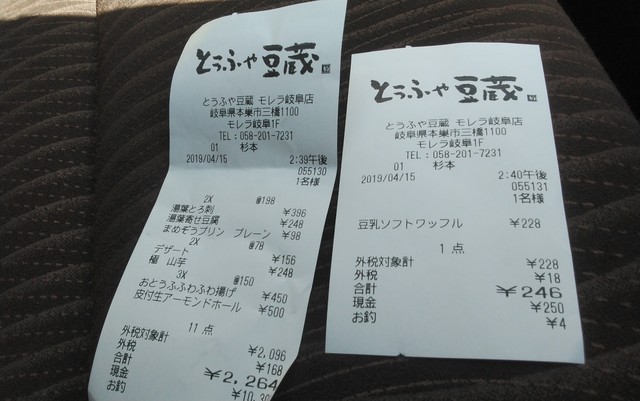 とうふや豆蔵
とうふや豆蔵 モレラ岐阜店
岐阜県本巣市三橋1100
モレラ岐阜1F
TEL：058-201-7231
01 杉本
2019/04/15 2:39午後
055130
1名様
2X @198
湯葉とろ刺 ¥396
湯葉寄せ豆腐 ¥248
まめぞうプリン プレーン ¥98
2X @78
デザート ¥156
極 山芋 ¥248
3X @150
おとうふふわふわ揚げ ¥450
皮付生アーモンドホール ¥500
11 点
外税対象計 ¥2,096
外税 ¥168
合計 ¥2,264
現金
お釣
とうふや豆蔵
とうふや豆蔵 モレラ岐阜店
岐阜県本巣市三橋1100
モレラ岐阜1F
TEL：058-201-7231
01 杉本
2019/04/15 2:40午後
055131
1名様
豆乳ソフトワッフル ¥228
1 点
外税対象計 ¥228
外税 ¥18
合計 ¥246
現金 ¥250
お釣 ¥4